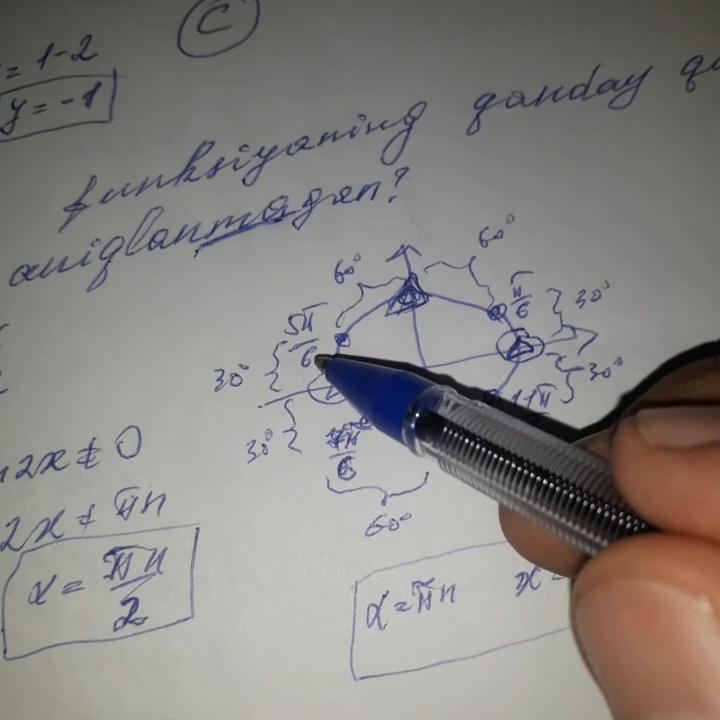 C
= 1-2
y = -1
funksiyaning qanday
aniqlanmagan?
60°
60°
5π/6
π/6
30°
30°
30°
30°
11π
7π/6
60°
2x ≠ 0
2x ≠ πn
x = πn/2
x = πn x =